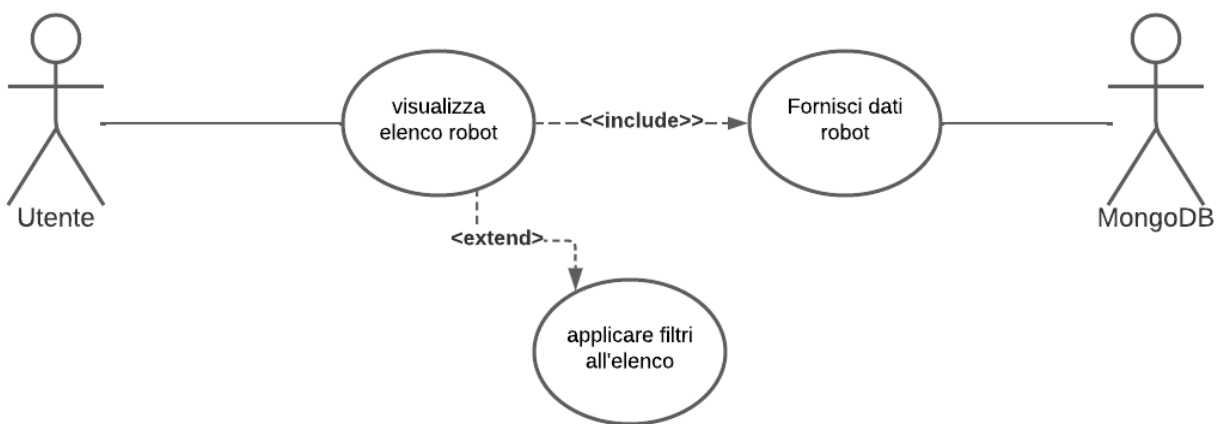 visualizza
elenco robot
<<include>>
Fornisci dati
robot
Utente
MongoDB
<extend>
applicare filtri
all'elenco